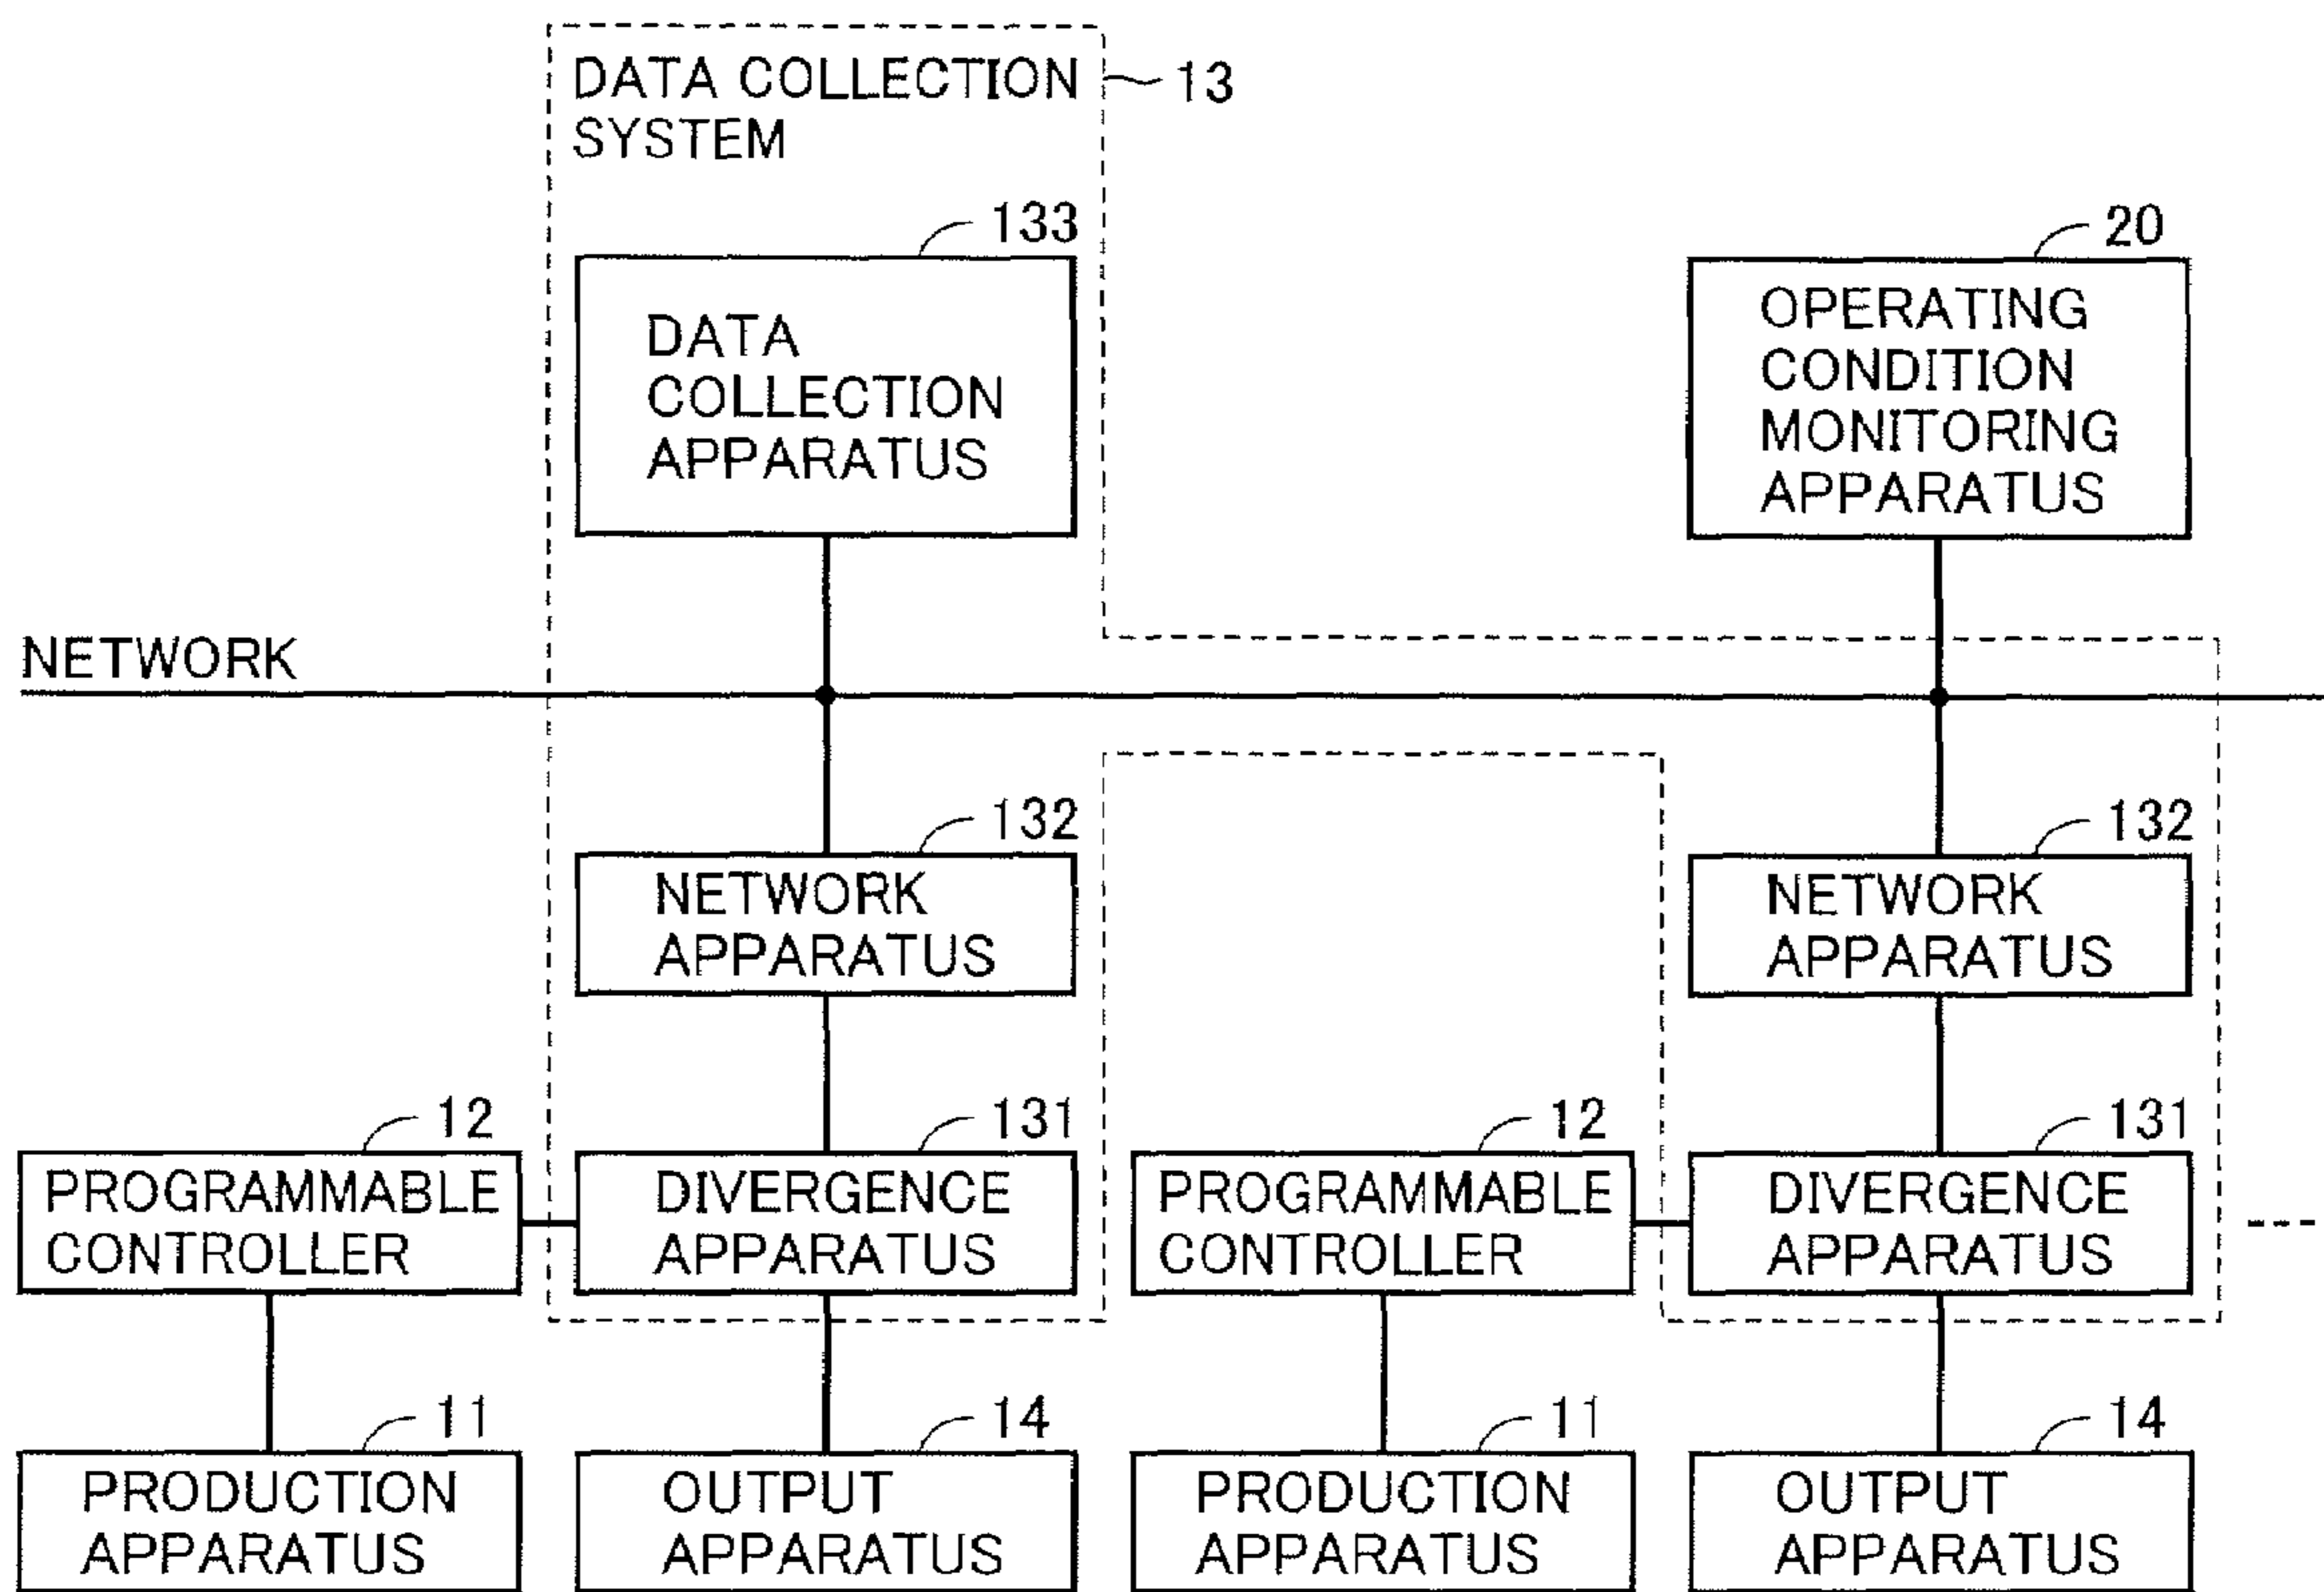 DATA COLLECTION
SYSTEM
13
133
DATA
COLLECTION
APPARATUS
20
OPERATING
CONDITION
MONITORING
APPARATUS
NETWORK
132
NETWORK
APPARATUS
132
NETWORK
APPARATUS
12
PROGRAMMABLE
CONTROLLER
131
DIVERGENCE
APPARATUS
12
PROGRAMMABLE
CONTROLLER
131
DIVERGENCE
APPARATUS
11
PRODUCTION
APPARATUS
14
OUTPUT
APPARATUS
11
PRODUCTION
APPARATUS
14
OUTPUT
APPARATUS